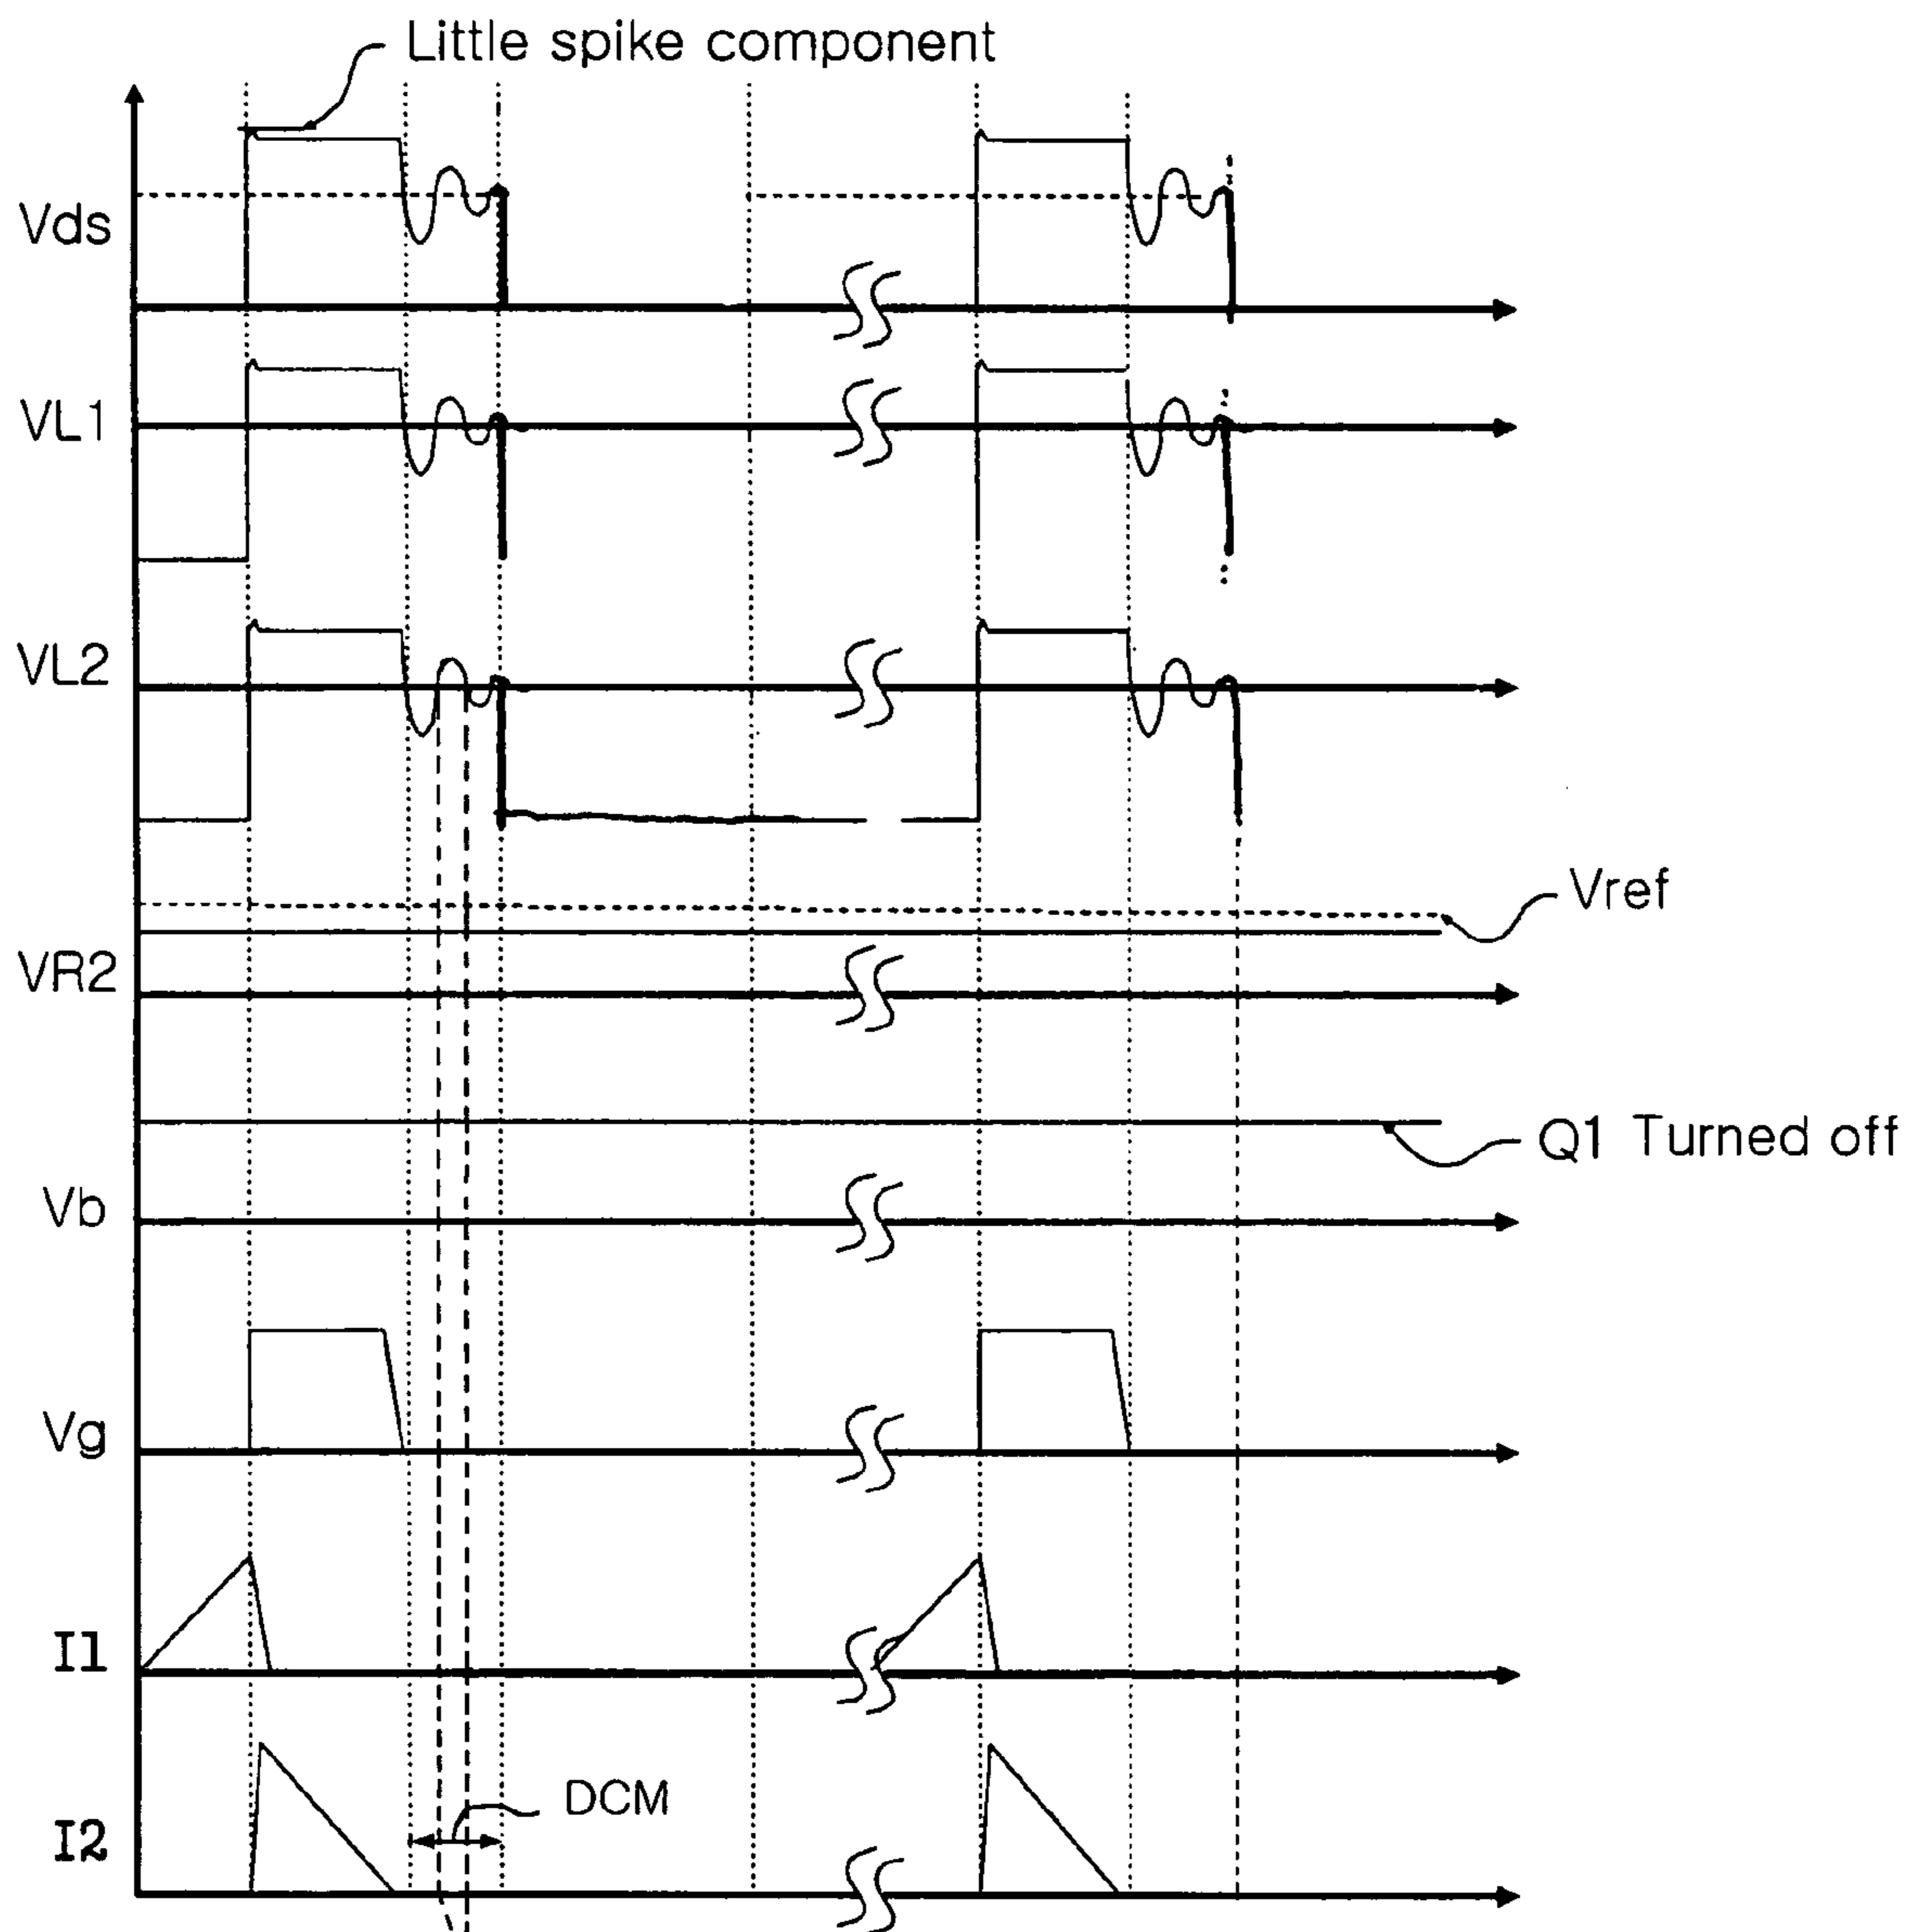 Little spike component
Vds
VL1
VL2
Vref
VR2
Q1 Turned off
Vb
Vg
I1
DCM
I2